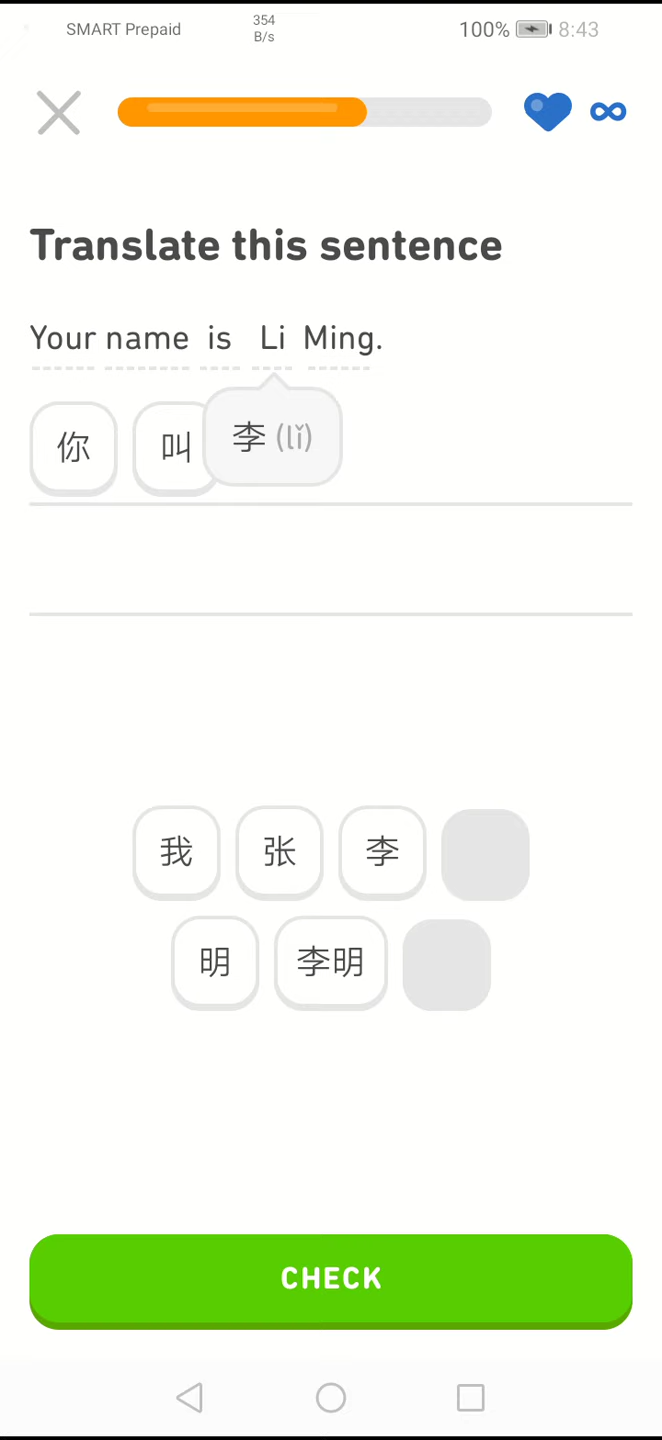 SMART Prepaid 354 B/s 100% 8:43
Translate this sentence
Your name is Li Ming.
你 叫 李 (lǐ)
我 张 李
明 李明
CHECK